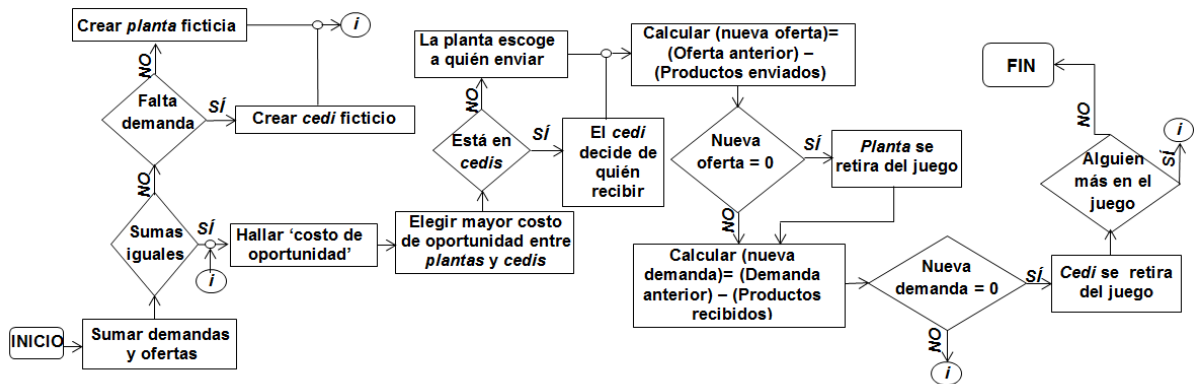 INICIO
Sumar demandas
y ofertas
Sumas
iguales
NO
SÍ
i
Falta
demanda
NO
SÍ
Crear planta ficticia
Crear cedi ficticio
i
Hallar ‘costo de
oportunidad’
Elegir mayor costo
de oportunidad entre
plantas y cedis
Está en
cedis
NO
SÍ
La planta escoge
a quién enviar
El cedi
decide de
quién
recibir
Calcular (nueva oferta)=
(Oferta anterior) –
(Productos enviados)
Nueva
oferta = 0
SÍ
NO
Planta se
retira del juego
Calcular (nueva
demanda)= (Demanda
anterior) – (Productos
recibidos)
Nueva
demanda = 0
SÍ
NO
i
Cedi se retira
del juego
Alguien
más en el
juego
SÍ
i
NO
FIN